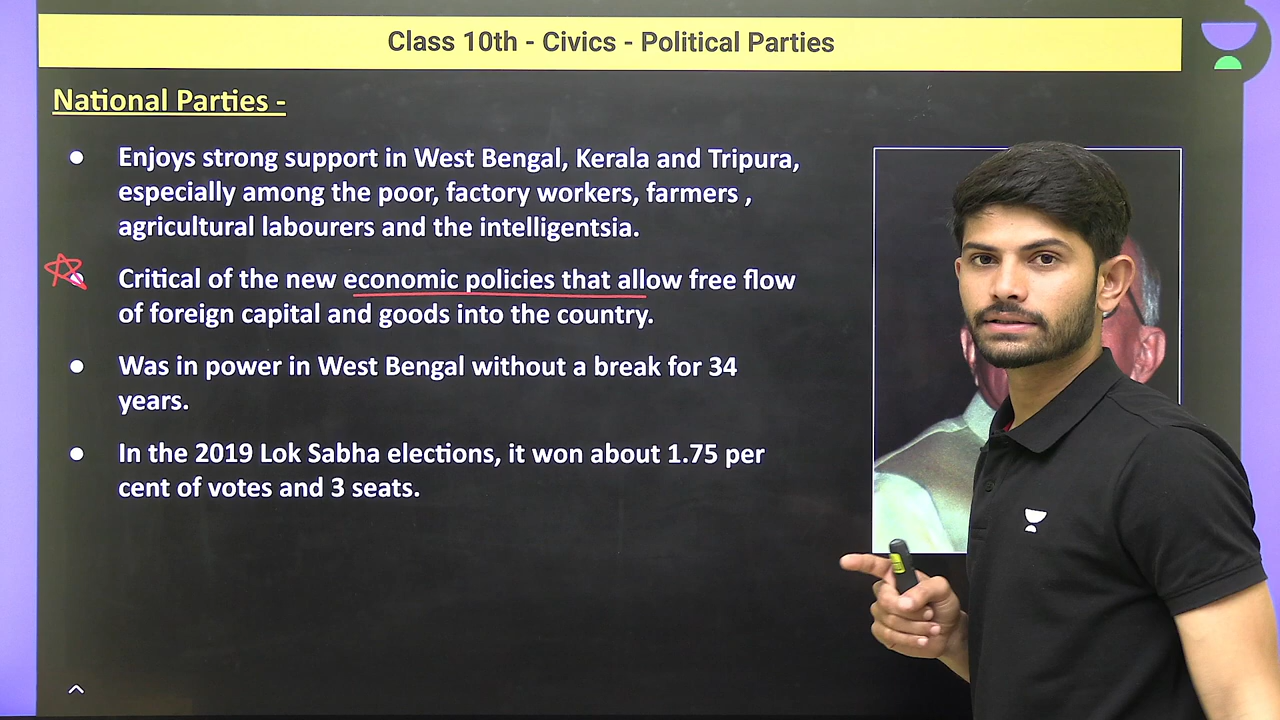 Class 10th - Civics - Political Parties
National Parties -
Enjoys strong support in West Bengal, Kerala and Tripura,
especially among the poor, factory workers, farmers ,
agricultural labourers and the intelligentsia.
Critical of the new economic policies that allow free flow
of foreign capital and goods into the country.
Was in power in West Bengal without a break for 34
years.
In the 2019 Lok Sabha elections, it won about 1.75 per
cent of votes and 3 seats.